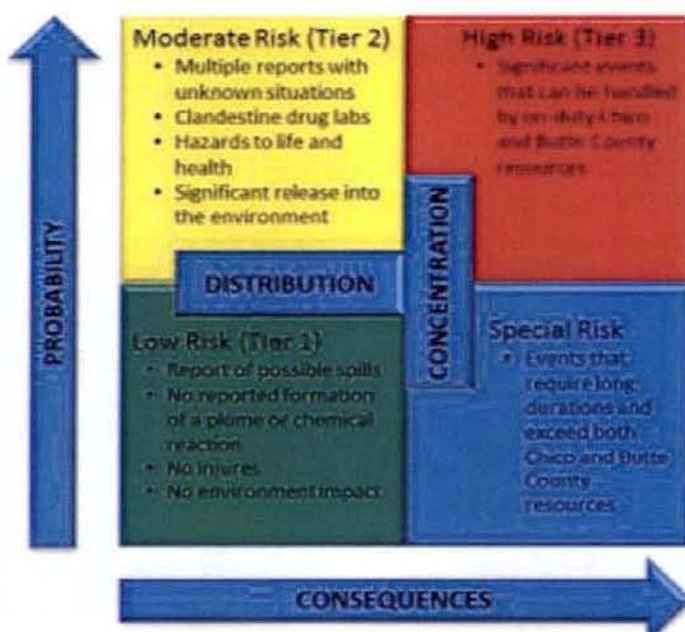 Moderate Risk (Tier 2)
• Multiple reports with
unknown situations
• Clandestine drug labs
• Hazards to life and
health
• Significant release into
the environment
High Risk (Tier 3)
• Significant events
that can be handled
by on-duty Chico
and Butte County
resources
PROBABILITY
DISTRIBUTION
CONCENTRATION
Low Risk (Tier 1)
• Report of possible spills
• No reported formation
of a plume or chemical
reaction
• No injures
• No environment impact
Special Risk
• Events that
require long
durations and
exceed both
Chico and Butte
County
resources
CONSEQUENCES